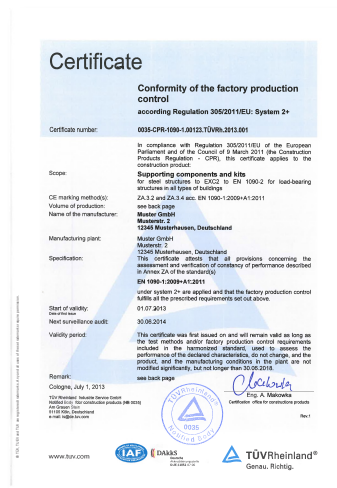 Certificate
Conformity of the factory production
control
according Regulation 305/2011/EU: System 2+
Certificate number:
0035-CPR-1090-1.00123.TÜVRh.2013.001
In compliance with Regulation 305/2011/EU of the European
Parliament and of the Council of 9 March 2011 (the Construction
Products Regulation - CPR), this certificate applies to the
construction product:
Scope:
Supporting components and kits
for steel structures to EXC2 to EN 1090-2 for load-bearing
structures in all types of buildings
CE marking method(s):
ZA.3.2 and ZA.3.4 acc. EN 1090-1:2009+A1:2011
Volume of production:
see back page
Name of the manufacturer:
Muster GmbH
Musterstr. 2
12345 Musterhausen, Deutschland
Manufacturing plant:
Muster GmbH
Musterstr. 2
12345 Musterhausen, Deutschland
Specification:
This certificate attests that all provisions concerning the
assessment and verification of constancy of performance described
in Annex ZA of the standard(s)
EN 1090-1:2009+A1:2011
under system 2+ are applied and that the factory production control
fulfills all the prescribed requirements set out above.
Start of validity:
Date of first issue
01.07.2013
Next surveillance audit:
30.06.2014
Validity period:
This certificate was first issued on and will remain valid as long as
the test methods and/or factory production control requirements
included in the harmonized standard, used to assess the
performance of the declared characteristics, do not change, and the
product, and the manufacturing conditions in the plant are not
modified significantly, but not longer than 30.06.2018.
Remark:
see back page
Cologne, July 1, 2013
TÜV Rheinland Industrie Service GmbH
Notified Body for construction products (NB 0035)
Am Grauen Stein
51105 Köln, Deutschland
Eng. A. Makowka
Certification office for constructions products
TÜVRheinland
0035
Notified Body
Rev.1
www.tuv.com
IAF
DAkkS
Deutsche
Akkreditierungsstelle
TÜVRheinland®
Genau. Richtig.